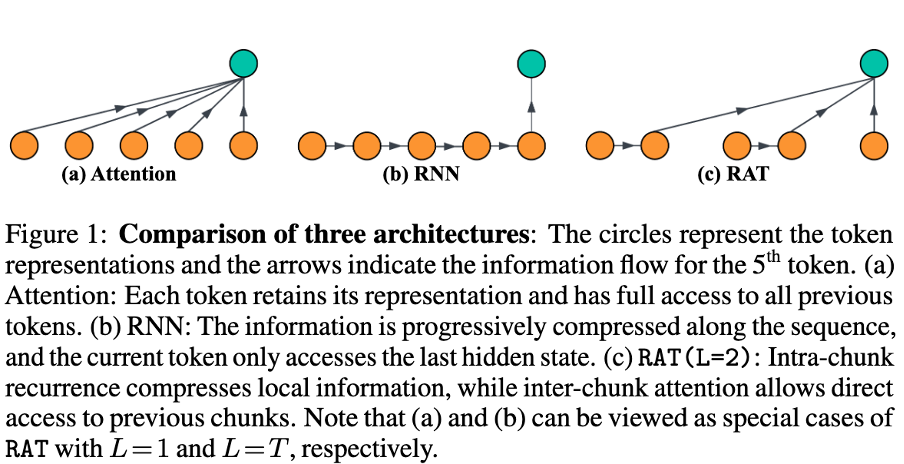 (a) Attention
(b) RNN
(c) RAT
Figure 1: Comparison of three architectures: The circles represent the token
representations and the arrows indicate the information flow for the 5th token. (a)
Attention: Each token retains its representation and has full access to all previous
tokens. (b) RNN: The information is progressively compressed along the sequence,
and the current token only accesses the last hidden state. (c) RAT(L=2): Intra-chunk
recurrence compresses local information, while inter-chunk attention allows direct
access to previous chunks. Note that (a) and (b) can be viewed as special cases of
RAT with L=1 and L=T, respectively.